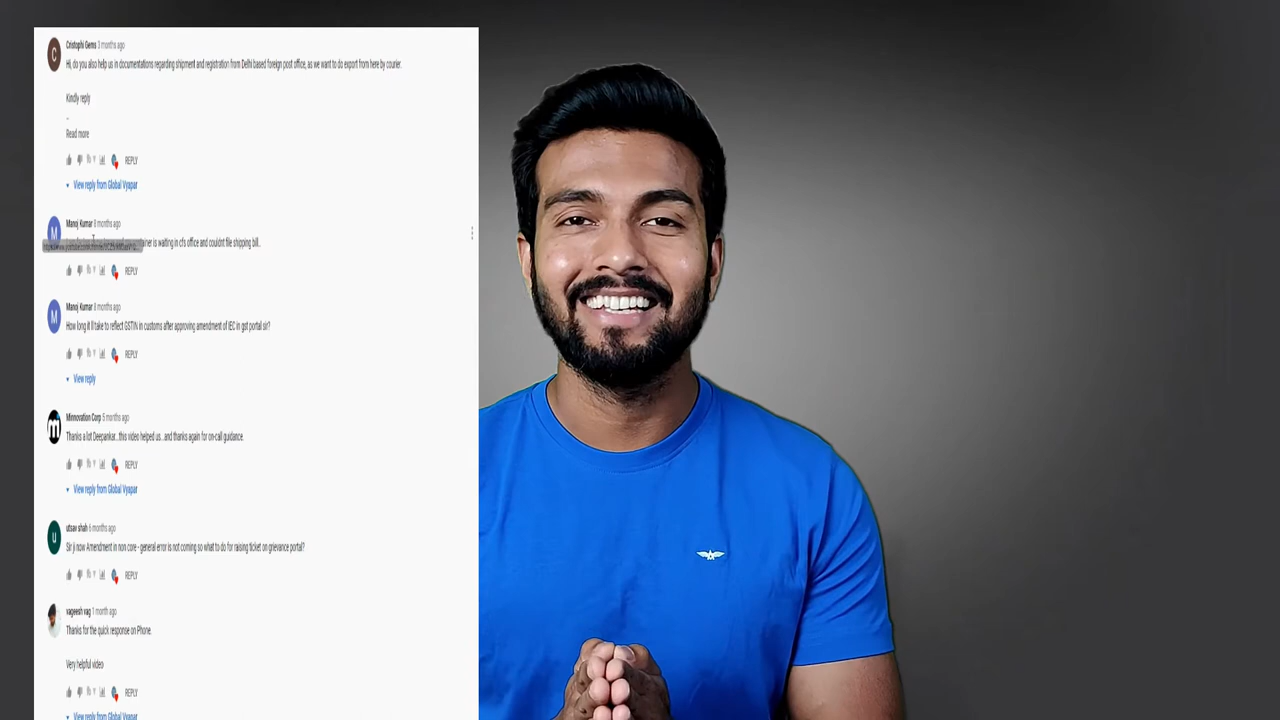 C
Cristophi Gems 3 months ago
Hi, do you also help us in documentations regarding shipment and registration from Delhi based foreign post office, as we want to do export from here by courier.
Kindly reply
..
Read more
REPLY
View reply from Global Vyapar
M
Manoj Kumar 8 months ago
is waiting in cfs office and couldnt file shipping bill..
REPLY
M
Manoj Kumar 8 months ago
How long it ll take to reflect GSTIN in customs after approving amendment of IEC in gst portal sir?
REPLY
View reply
m
Minnovation Corp 5 months ago
Thanks a lot Deepankar...this video helped us...and thanks again for on-call guidance.
REPLY
View reply from Global Vyapar
u
utsav shah 6 months ago
Sir ji now Amendment in non core - general error is not coming so what to do for raising ticket on grievance portal?
REPLY
vageesh vag 1 month ago
Thanks for the quick response on Phone.
Very helpful video
REPLY
View reply from Global Vyapar